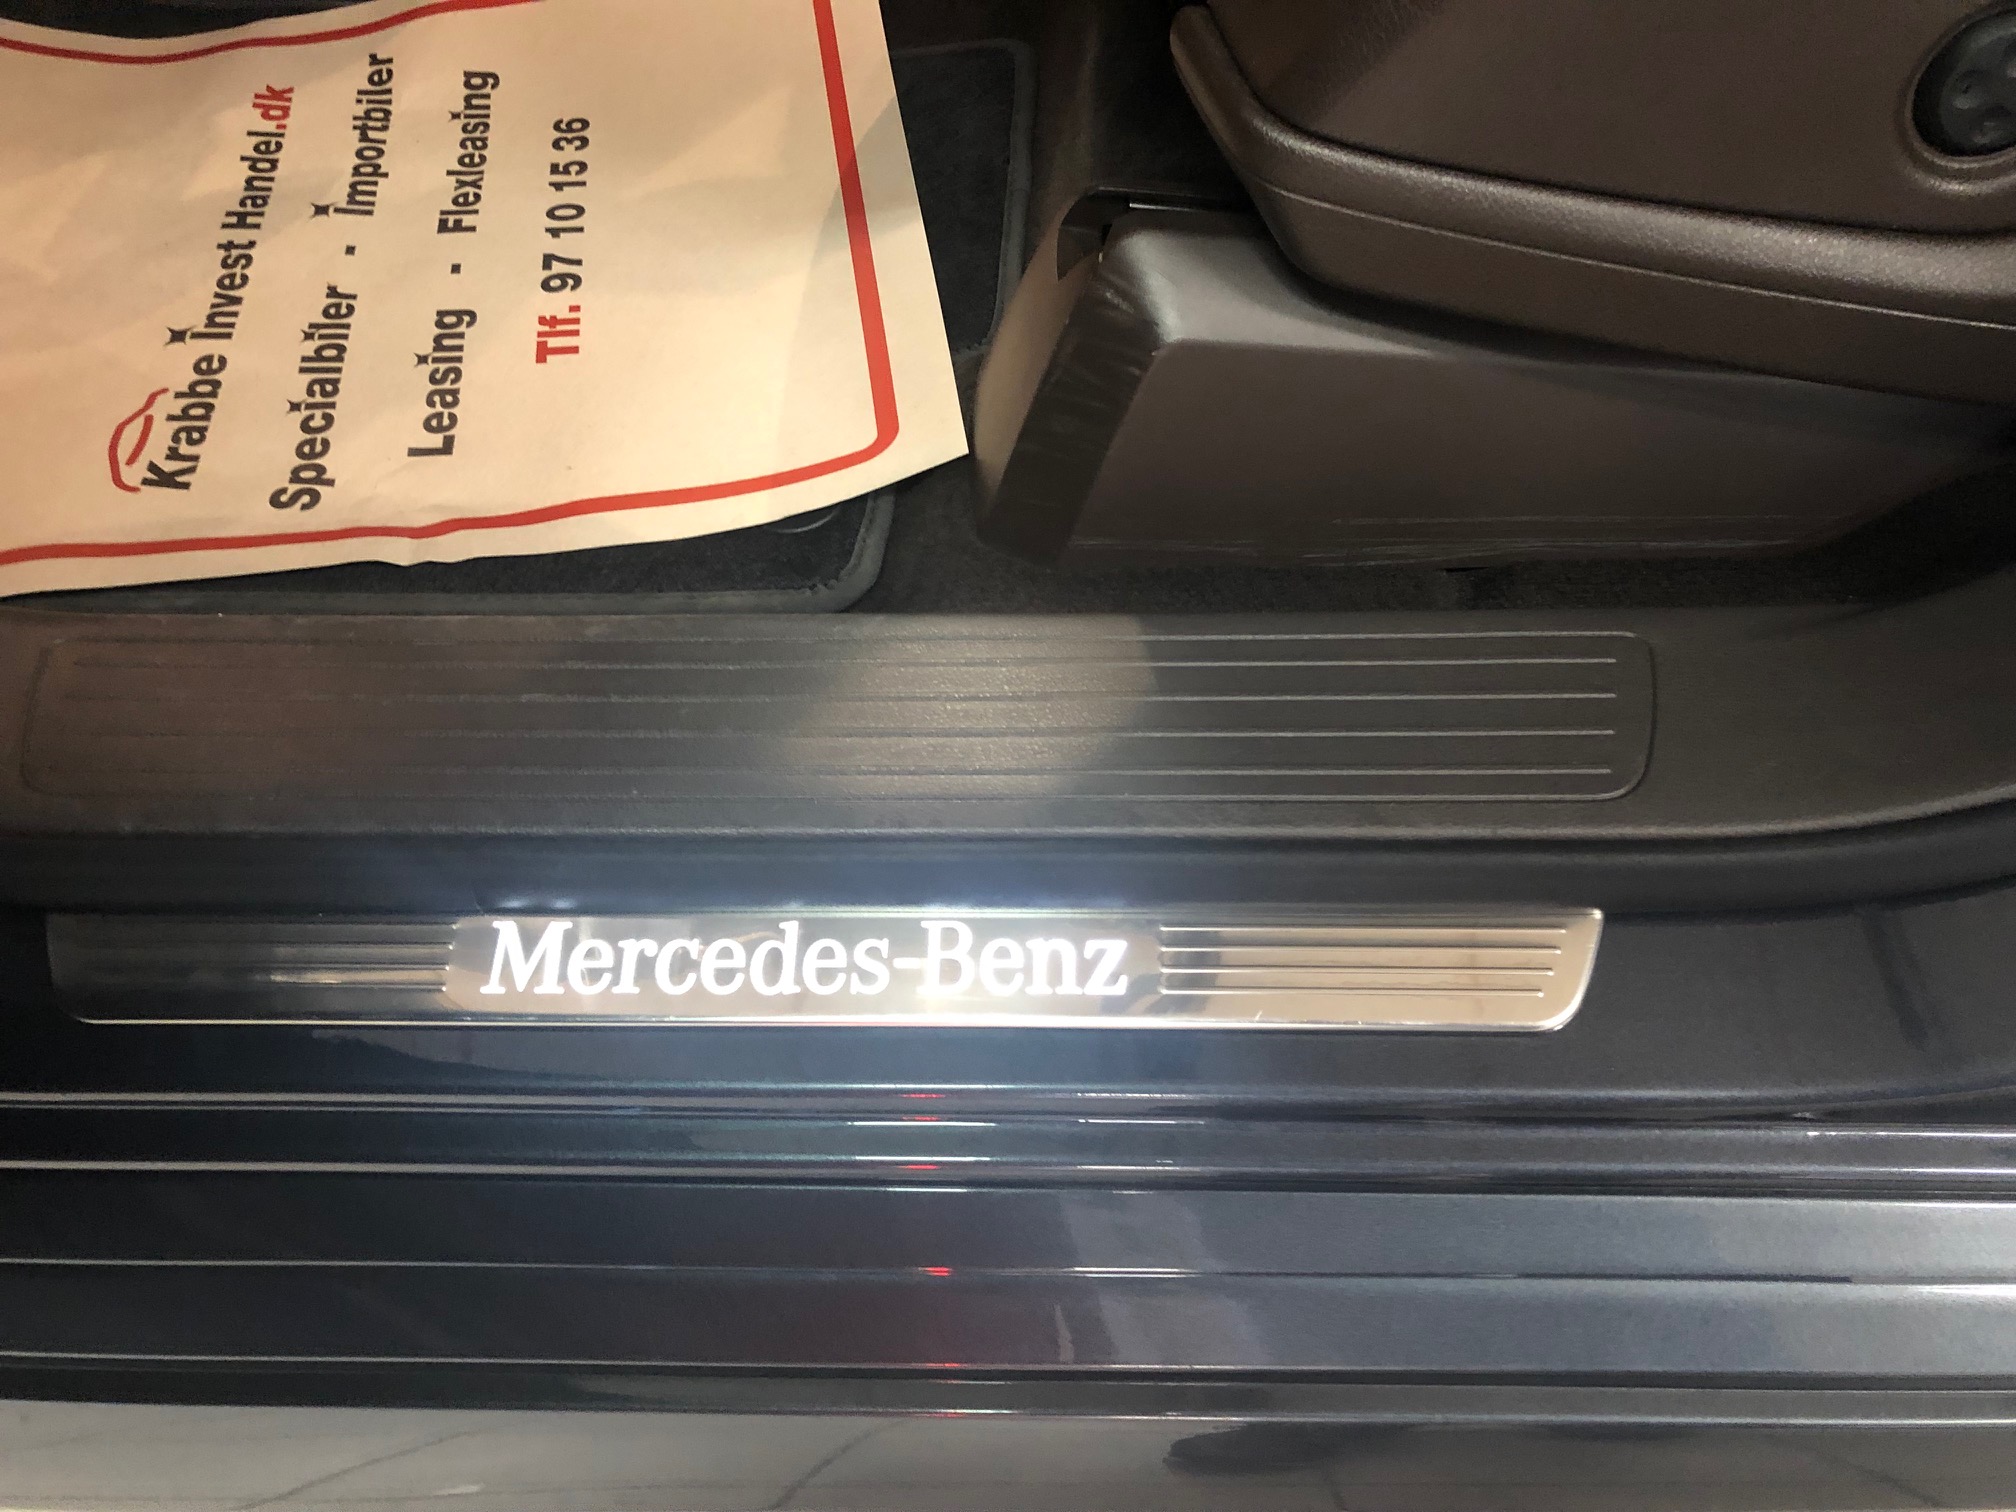 Krabbe Invest Handel.dk
Specialbiler - Importbiler
Leasing - Flexleasing
Tlf. 97 10 15 36
Mercedes-Benz